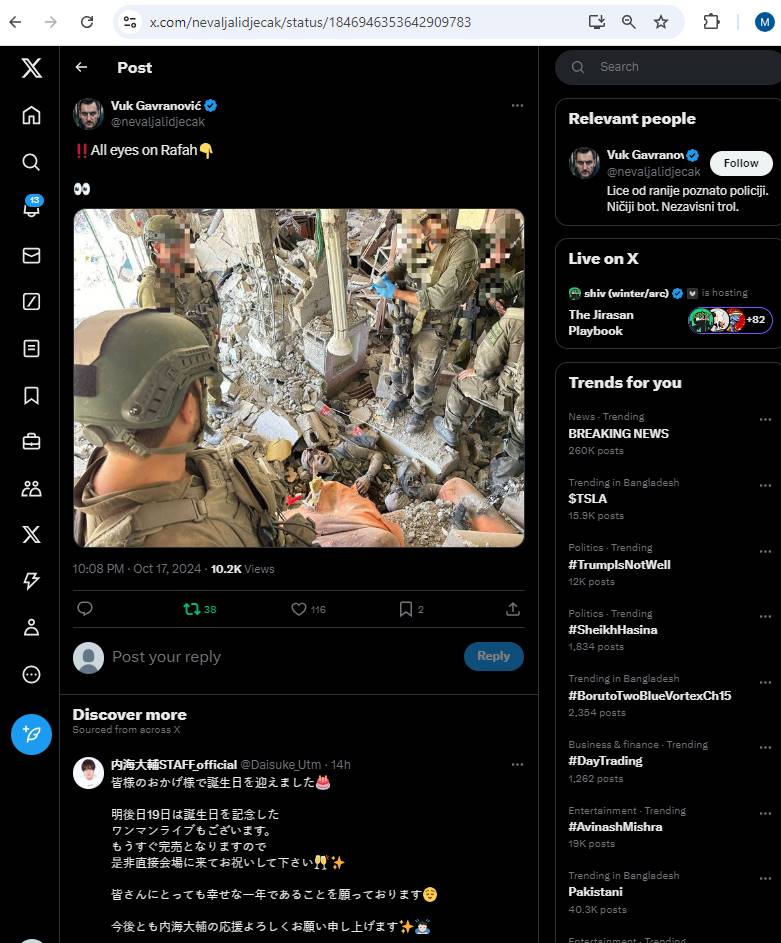 x.com/nevaljalidjecak/status/1846946353642909783
M
Post
Search
Vuk Gavranović
@nevaljalidjecak
‼️All eyes on Rafah👇
👀
10:08 PM · Oct 17, 2024 · 10.2K Views
38
116
2
13
Post your reply
Reply
Discover more
Sourced from across X
内海大輔STAFF_official @Daisuke_Utm · 14h
皆様のおかげ様で誕生日を迎えました🎂
明後日19日は誕生日を記念した
ワンマンライブもございます。
もうすぐ完売となりますので
是非直接会場に来てお祝いして下さい🥂✨
皆さんにとっても幸せな一年であることを願っております☺️
今後とも内海大輔の応援よろしくお願い申し上げます✨🙇🏻‍♂️
Relevant people
Vuk Gavranov
@nevaljalidjecak
Follow
Lice od ranije poznato policiji.
Ničiji bot. Nezavisni trol.
Live on X
shiv (winter/arc) is hosting
The Jirasan
Playbook
+82
Trends for you
News · Trending
BREAKING NEWS
260K posts
Trending in Bangladesh
$TSLA
15.9K posts
Politics · Trending
#TrumpIsNotWell
12K posts
Politics · Trending
#SheikhHasina
1,834 posts
Trending in Bangladesh
#BorutoTwoBlueVortexCh15
2,354 posts
Business & finance · Trending
#DayTrading
1,262 posts
Entertainment · Trending
#AvinashMishra
19K posts
Trending in Bangladesh
Pakistani
40.3K posts
Entertainment · Trending